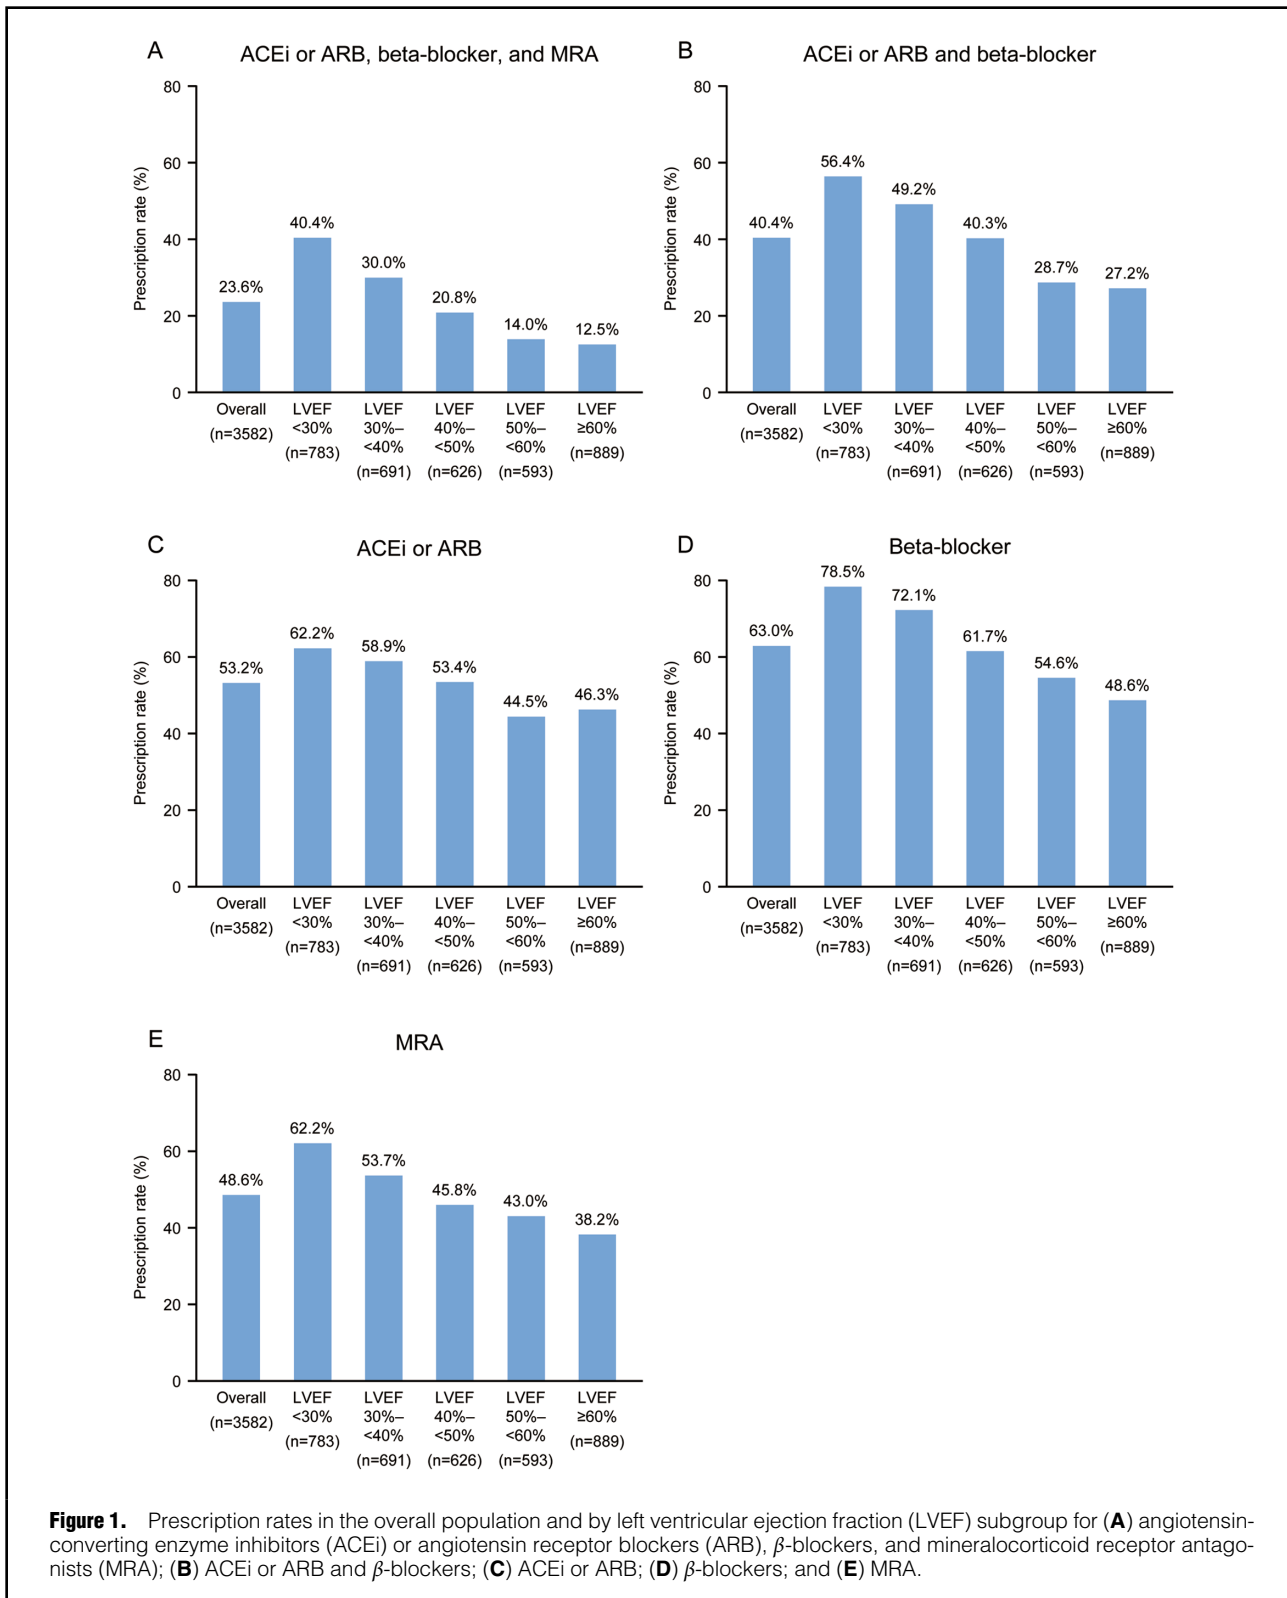 A
ACEi or ARB, beta-blocker, and MRA
Prescription rate (%)
80
60
40
20
0
23.6%
40.4%
30.0%
20.8%
14.0%
12.5%
Overall
(n=3582)
LVEF
<30%
(n=783)
LVEF
30%–
<40%
(n=691)
LVEF
40%–
<50%
(n=626)
LVEF
50%–
<60%
(n=593)
LVEF
≥60%
(n=889)
B
ACEi or ARB and beta-blocker
Prescription rate (%)
80
60
40
20
0
40.4%
56.4%
49.2%
40.3%
28.7%
27.2%
Overall
(n=3582)
LVEF
<30%
(n=783)
LVEF
30%–
<40%
(n=691)
LVEF
40%–
<50%
(n=626)
LVEF
50%–
<60%
(n=593)
LVEF
≥60%
(n=889)
C
ACEi or ARB
Prescription rate (%)
80
60
40
20
0
53.2%
62.2%
58.9%
53.4%
44.5%
46.3%
Overall
(n=3582)
LVEF
<30%
(n=783)
LVEF
30%–
<40%
(n=691)
LVEF
40%–
<50%
(n=626)
LVEF
50%–
<60%
(n=593)
LVEF
≥60%
(n=889)
D
Beta-blocker
Prescription rate (%)
80
60
40
20
0
63.0%
78.5%
72.1%
61.7%
54.6%
48.6%
Overall
(n=3582)
LVEF
<30%
(n=783)
LVEF
30%–
<40%
(n=691)
LVEF
40%–
<50%
(n=626)
LVEF
50%–
<60%
(n=593)
LVEF
≥60%
(n=889)
E
MRA
Prescription rate (%)
80
60
40
20
0
48.6%
62.2%
53.7%
45.8%
43.0%
38.2%
Overall
(n=3582)
LVEF
<30%
(n=783)
LVEF
30%–
<40%
(n=691)
LVEF
40%–
<50%
(n=626)
LVEF
50%–
<60%
(n=593)
LVEF
≥60%
(n=889)
Figure 1. Prescription rates in the overall population and by left ventricular ejection fraction (LVEF) subgroup for (A) angiotensin-
converting enzyme inhibitors (ACEi) or angiotensin receptor blockers (ARB), β-blockers, and mineralocorticoid receptor antago-
nists (MRA); (B) ACEi or ARB and β-blockers; (C) ACEi or ARB; (D) β-blockers; and (E) MRA.